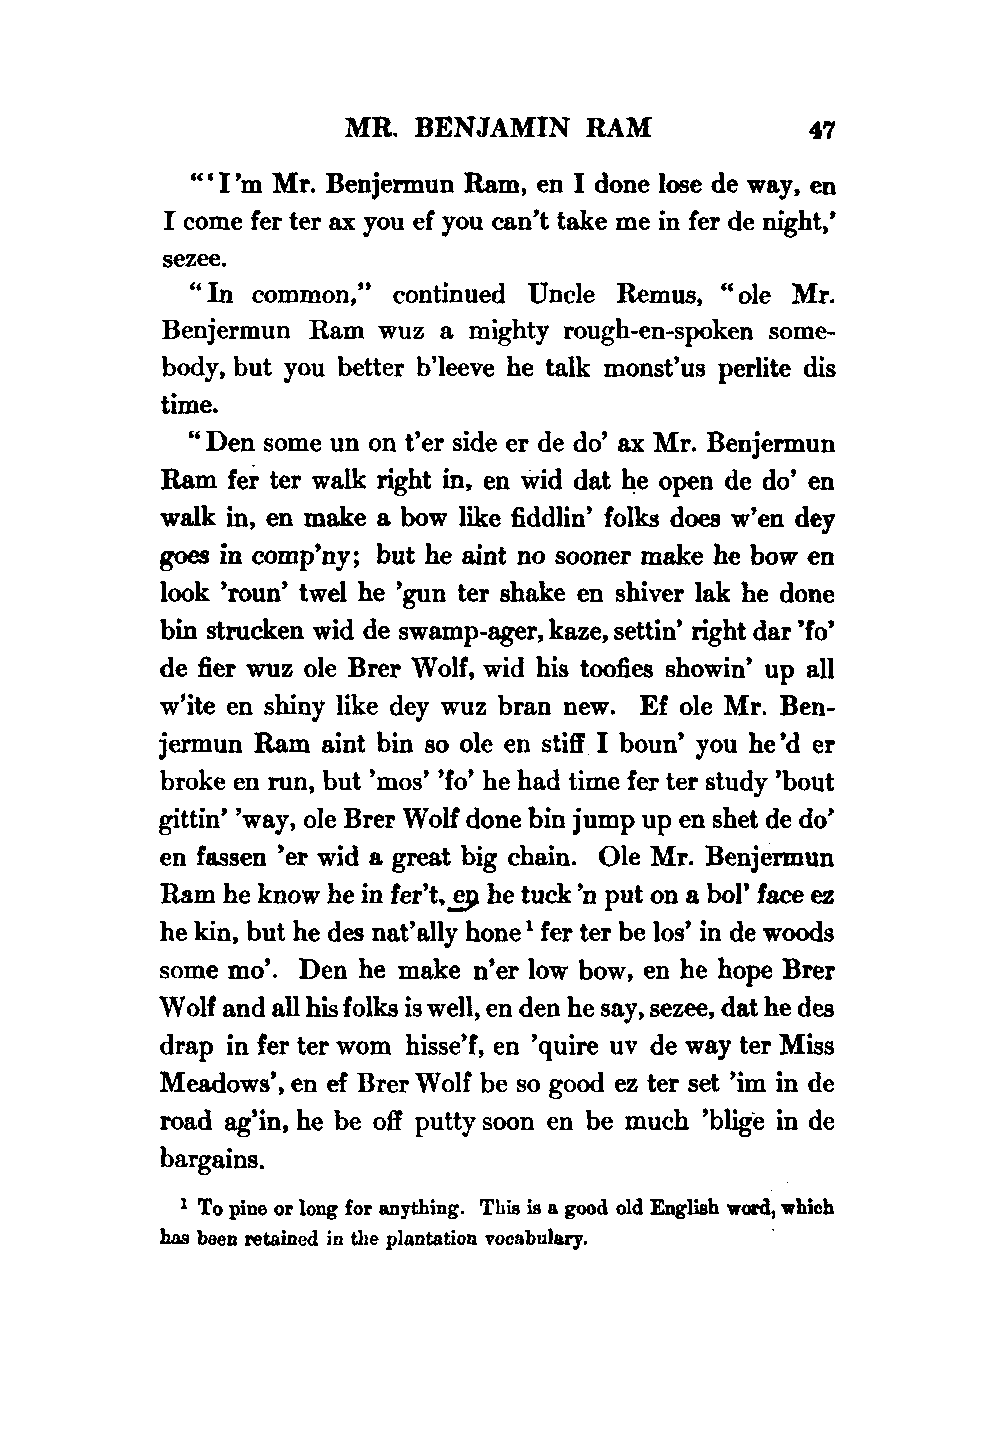 MR. BENJAMIN RAM 47
"'I'm Mr. Benjermun Ram, en I done lose de way, en
I come fer ter ax you ef you can't take me in fer de night,'
sezee.
"In common," continued Uncle Remus, "ole Mr.
Benjermun Ram wuz a mighty rough-en-spoken some-
body, but you better b'leeve he talk monst'us perlite dis
time.
"Den some un on t'er side er de do' ax Mr. Benjermun
Ram fer ter walk right in, en wid dat he open de do' en
walk in, en make a bow like fiddlin' folks does w'en dey
goes in comp'ny; but he aint no sooner make he bow en
look 'roun' twel he 'gun ter shake en shiver lak he done
bin strucken wid de swamp-ager, kaze, settin' right dar 'fo'
de fier wuz ole Brer Wolf, wid his toofies showin' up all
w'ite en shiny like dey wuz bran new. Ef ole Mr. Ben-
jermun Ram aint bin so ole en stiff I boun' you he'd er
broke en run, but 'mos' 'fo' he had time fer ter study 'bout
gittin' 'way, ole Brer Wolf done bin jump up en shet de do'
en fassen 'er wid a great big chain. Ole Mr. Benjermun
Ram he know he in fer't, en he tuck 'n put on a bol' face ez
he kin, but he des nat'ally hone¹ fer ter be los' in de woods
some mo'. Den he make n'er low bow, en he hope Brer
Wolf and all his folks is well, en den he say, sezee, dat he des
drap in fer ter wom hisse'f, en 'quire uv de way ter Miss
Meadows', en ef Brer Wolf be so good ez ter set 'im in de
road ag'in, he be off putty soon en be much 'blige in de
bargains.
¹ To pine or long for anything. This is a good old English word, which
has been retained in the plantation vocabulary.